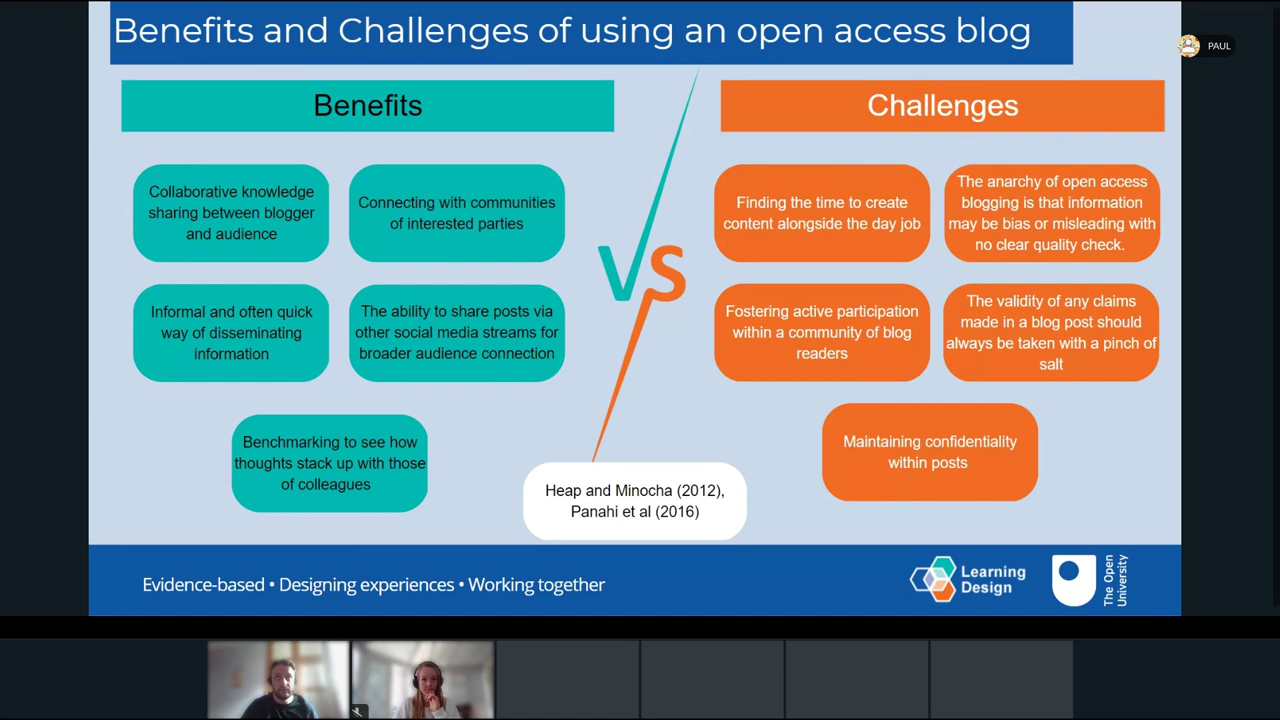 Benefits and Challenges of using an open access blog
PAUL
Benefits
Challenges
Collaborative knowledge
sharing between blogger
and audience
Connecting with communities
of interested parties
Informal and often quick
way of disseminating
information
The ability to share posts via
other social media streams for
broader audience connection
Benchmarking to see how
thoughts stack up with those
of colleagues
VS
Finding the time to create
content alongside the day job
The anarchy of open access
blogging is that information
may be bias or misleading with
no clear quality check.
Fostering active participation
within a community of blog
readers
The validity of any claims
made in a blog post should
always be taken with a pinch of
salt
Maintaining confidentiality
within posts
Heap and Minocha (2012),
Panahi et al (2016)
Evidence-based • Designing experiences • Working together
Learning
Design
The Open
University